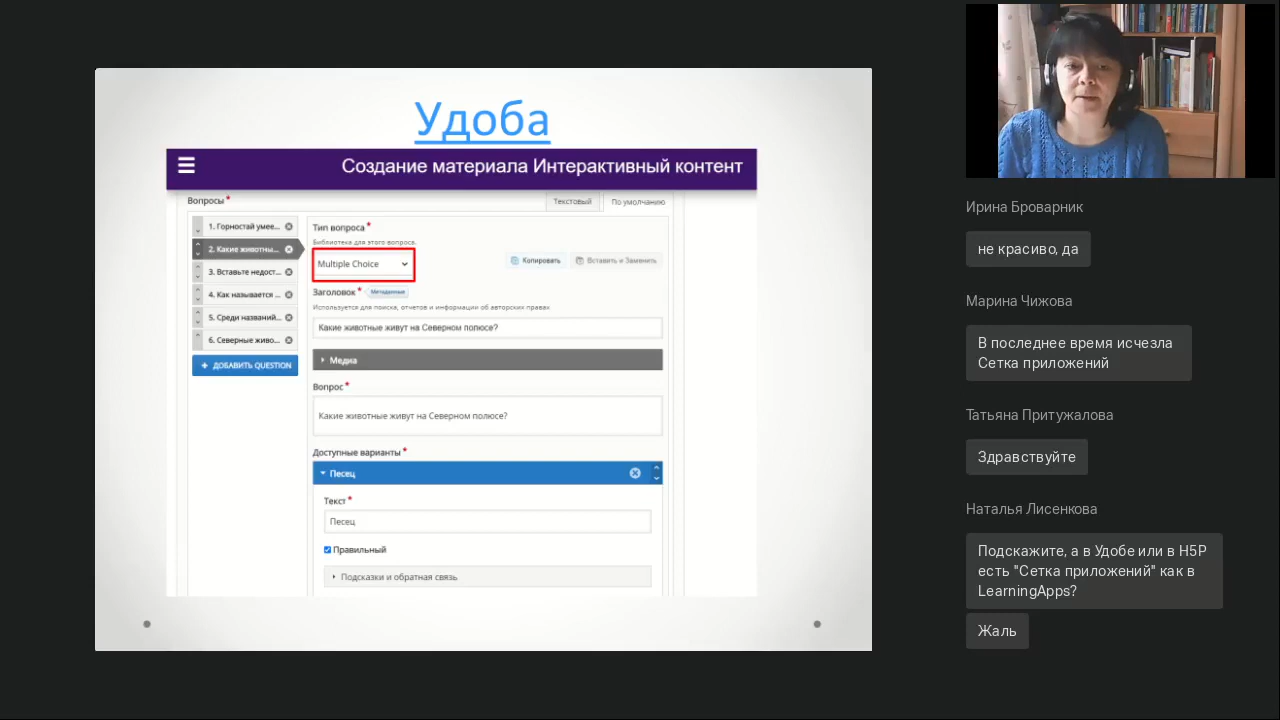 Удоба
Создание материала Интерактивный контент
Вопросы *
Текстовый
По умолчанию
1. Горностай умее...
2. Какие животны...
3. Вставьте недост...
4. Как называется ...
5. Среди названий...
6. Северные живо...
+ ДОБАВИТЬ QUESTION
Тип вопроса *
Библиотека для этого вопроса.
Multiple Choice
Копировать
Вставить и Заменить
Заголовок * Метаданные
Используется для поиска, отчетов и информации об авторских правах
Какие животные живут на Северном полюсе?
Медиа
Вопрос *
Какие животные живут на Северном полюсе?
Доступные варианты *
Песец
Текст *
Песец
Правильный
Подсказки и обратная связь
Ирина Броварник
не красиво, да
Марина Чижова
В последнее время исчезла
Сетка приложений
Татьяна Притужалова
Здравствуйте
Наталья Лисенкова
Подскажите, а в Удобе или в H5P
есть "Сетка приложений" как в
LearningApps?
Жаль